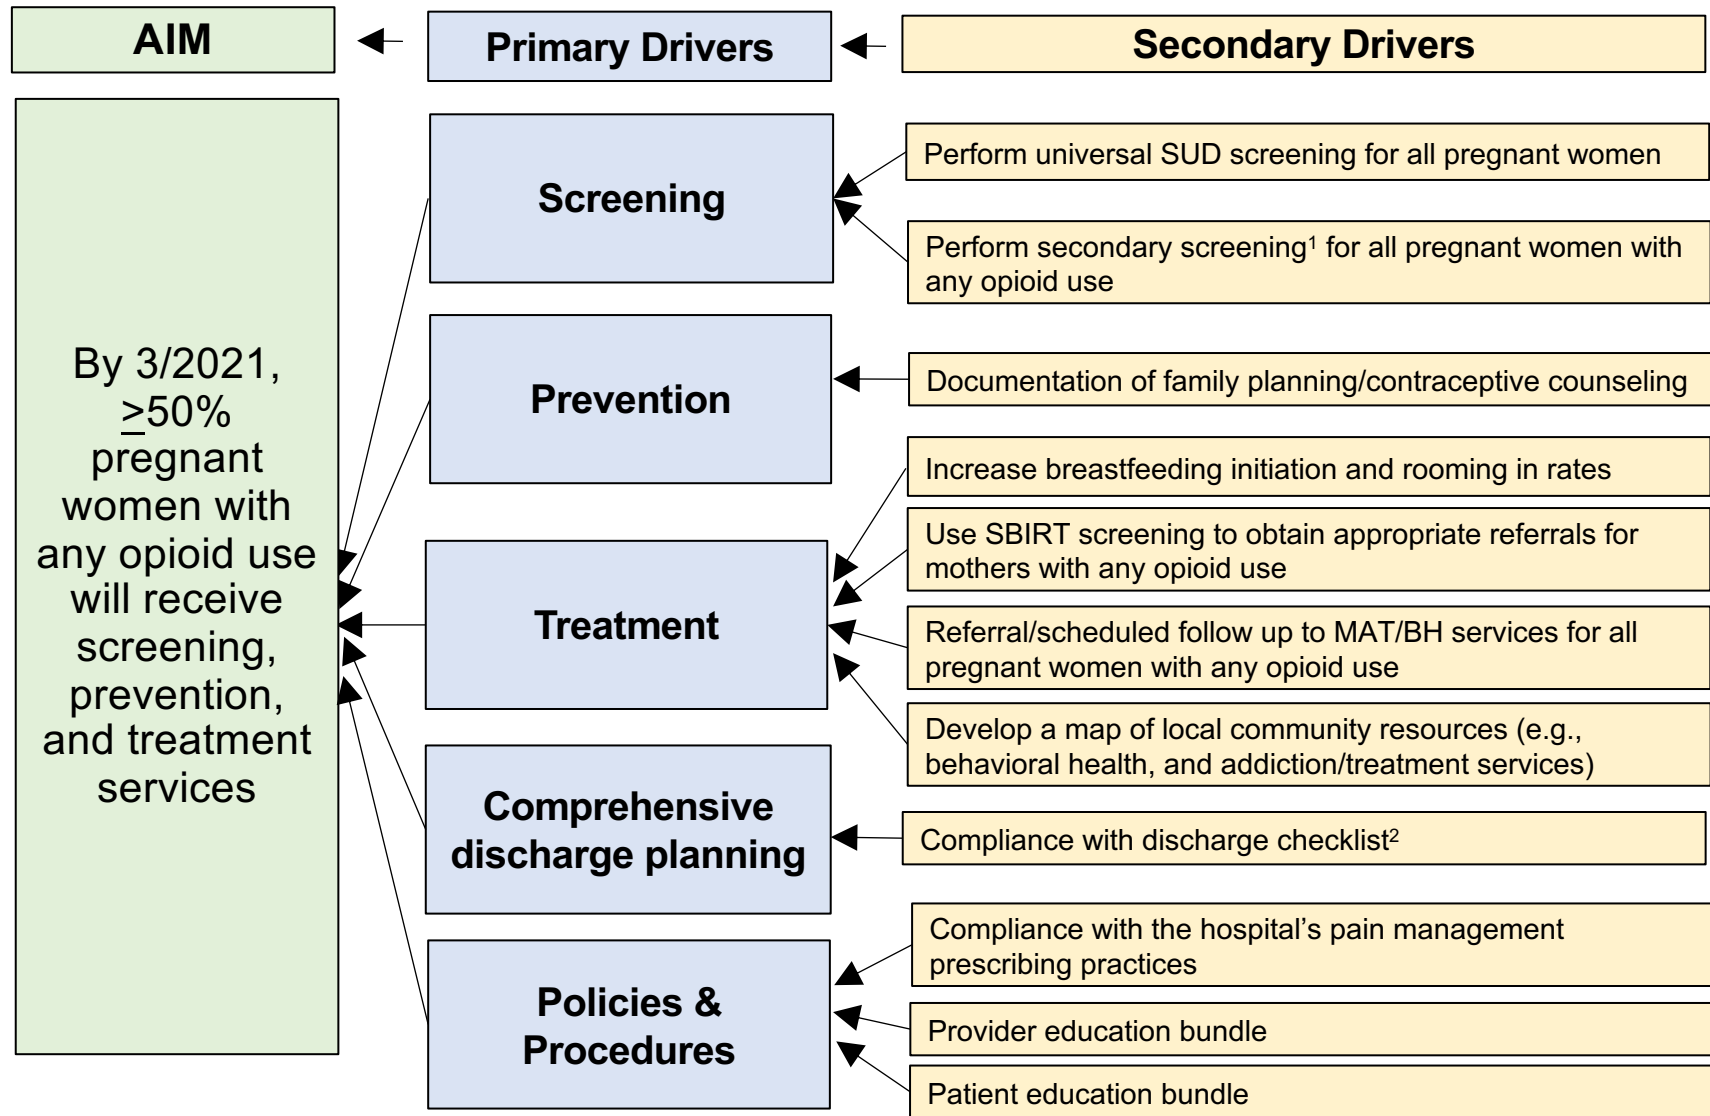 AIM
Primary Drivers
Secondary Drivers
By 3/2021,
≥50%
pregnant
women with
any opioid use
will receive
screening,
prevention,
and treatment
services
Screening
Perform universal SUD screening for all pregnant women
Perform secondary screening¹ for all pregnant women with
any opioid use
Prevention
Documentation of family planning/contraceptive counseling
Treatment
Increase breastfeeding initiation and rooming in rates
Use SBIRT screening to obtain appropriate referrals for
mothers with any opioid use
Referral/scheduled follow up to MAT/BH services for all
pregnant women with any opioid use
Develop a map of local community resources (e.g.,
behavioral health, and addiction/treatment services)
Comprehensive
discharge planning
Compliance with discharge checklist²
Policies &
Procedures
Compliance with the hospital’s pain management
prescribing practices
Provider education bundle
Patient education bundle